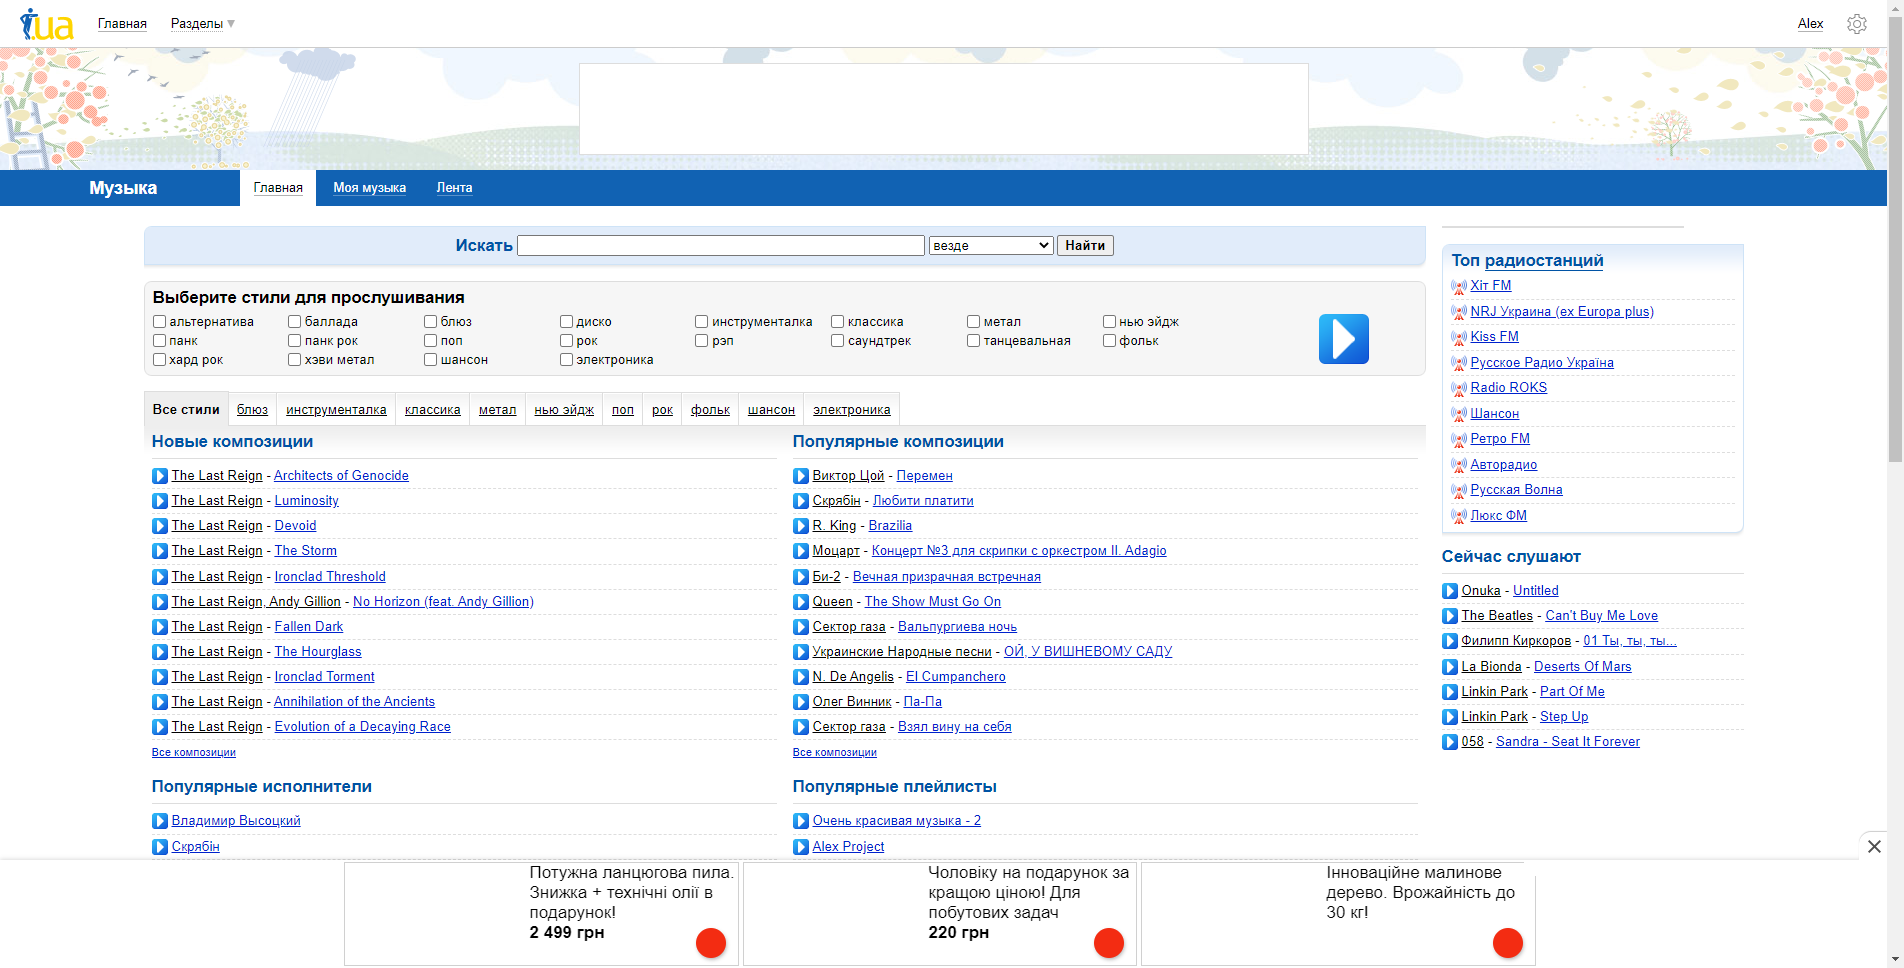 i.ua Главная Разделы Alex
Музыка Главная Моя музыка Лента
Искать везде Найти
Выберите стили для прослушивания
альтернатива баллада блюз диско инструменталка классика метал нью эйдж
панк панк рок поп рок рэп саундтрек танцевальная фольк
хард рок хэви метал шансон электроника
Все стили блюз инструменталка классика метал нью эйдж поп рок фольк шансон электроника
Новые композиции
The Last Reign - Architects of Genocide
The Last Reign - Luminosity
The Last Reign - Devoid
The Last Reign - The Storm
The Last Reign - Ironclad Threshold
The Last Reign, Andy Gillion - No Horizon (feat. Andy Gillion)
The Last Reign - Fallen Dark
The Last Reign - The Hourglass
The Last Reign - Ironclad Torment
The Last Reign - Annihilation of the Ancients
The Last Reign - Evolution of a Decaying Race
Все композиции
Популярные композиции
Виктор Цой - Перемен
Скрябін - Любити платити
R. King - Brazilia
Моцарт - Концерт №3 для скрипки с оркестром II. Adagio
Би-2 - Вечная призрачная встречная
Queen - The Show Must Go On
Сектор газа - Вальпургиева ночь
Украинские Народные песни - ОЙ, У ВИШНЕВОМУ САДУ
N. De Angelis - El Cumpanchero
Олег Винник - Па-Па
Сектор газа - Взял вину на себя
Все композиции
Популярные исполнители
Владимир Высоцкий
Скрябін
Популярные плейлисты
Очень красивая музыка - 2
Alex Project
Топ радиостанций
Хіт FM
NRJ Украина (ex Europa plus)
Kiss FM
Русское Радио Україна
Radio ROKS
Шансон
Ретро FM
Авторадио
Русская Волна
Люкс ФМ
Сейчас слушают
Onuka - Untitled
The Beatles - Can't Buy Me Love
Филипп Киркоров - 01 Ты, ты, ты...
La Bionda - Deserts Of Mars
Linkin Park - Part Of Me
Linkin Park - Step Up
058 - Sandra - Seat It Forever
Потужна ланцюгова пила.
Знижка + технічні олії в
подарунок!
2 499 грн
Чоловіку на подарунок за
кращою ціною! Для
побутових задач
220 грн
Інноваційне малинове
дерево. Врожайність до
30 кг!